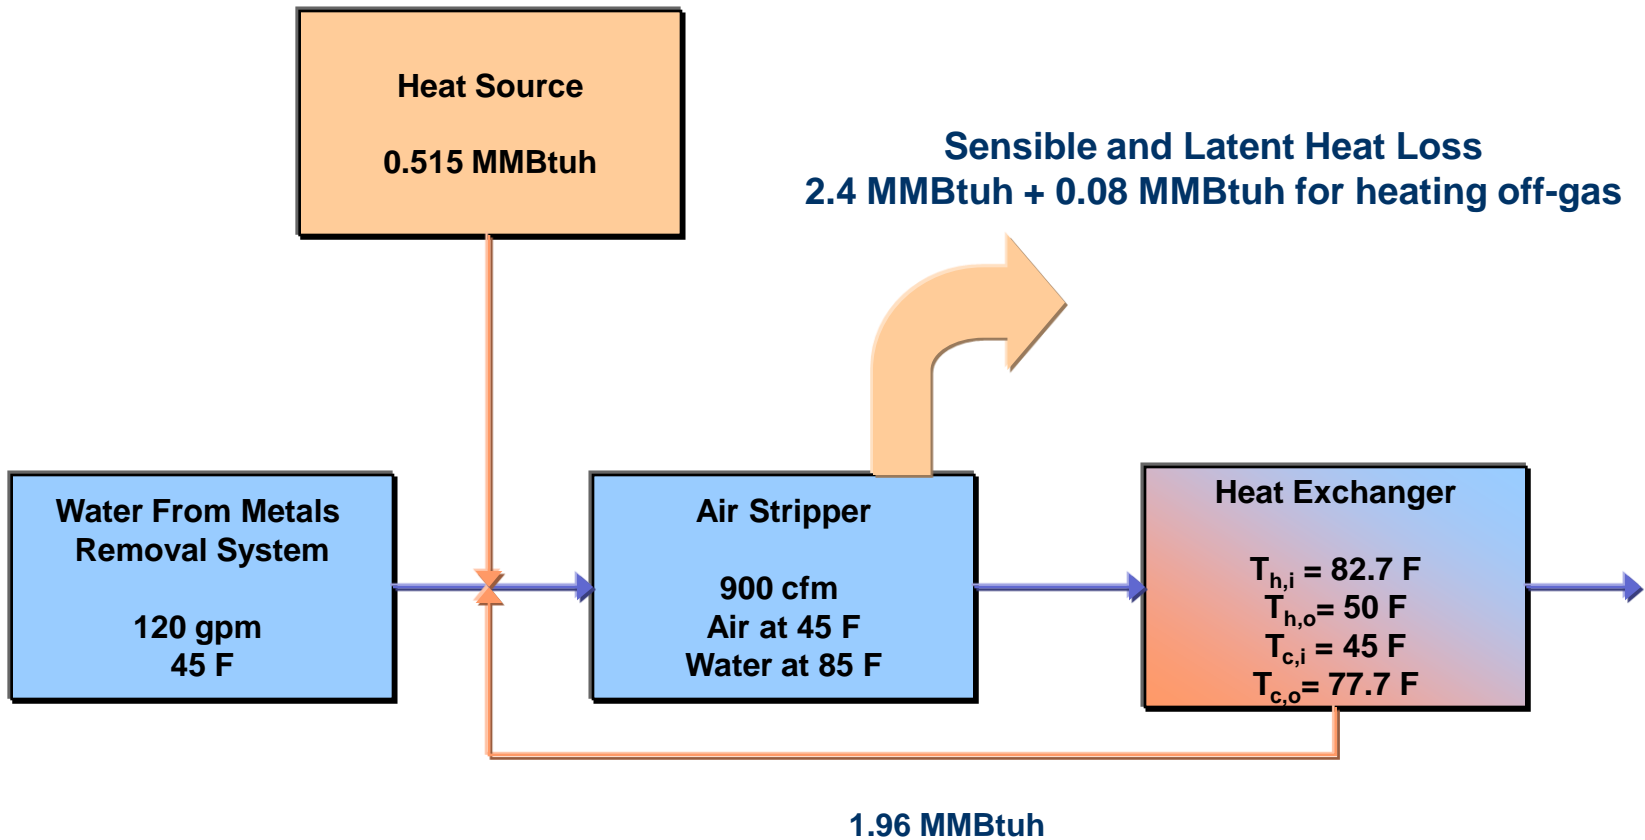 Heat Source
0.515 MMBtuh
Sensible and Latent Heat Loss
2.4 MMBtuh + 0.08 MMBtuh for heating off-gas
Water From Metals
Removal System
120 gpm
45 F
Air Stripper
900 cfm
Air at 45 F
Water at 85 F
Heat Exchanger
Th,i = 82.7 F
Th,o= 50 F
Tc,i = 45 F
Tc,o= 77.7 F
1.96 MMBtuh